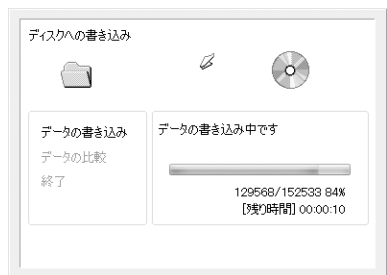 ディスクへの書き込み
データの書き込み
データの比較
終了
データの書き込み中です
129568/152533 84%
[残り時間] 00:00:10